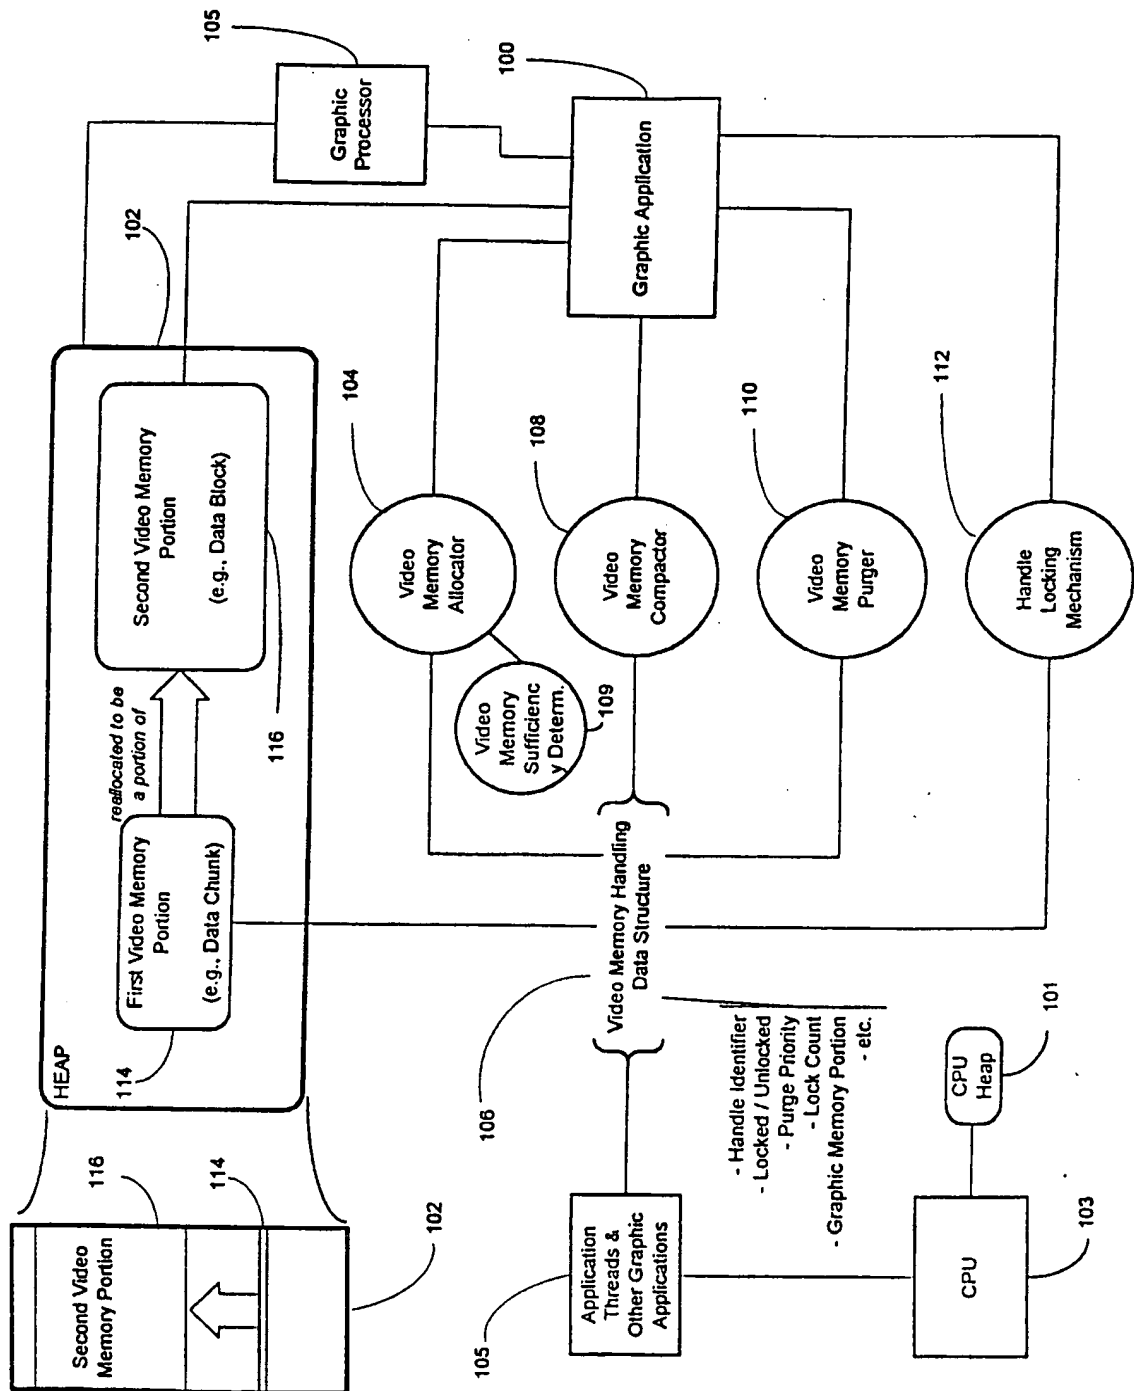 HEAP
114
First Video Memory
Portion
(e.g., Data Chunk)
reallocated to be
a portion of
Second Video Memory
Portion
(e.g., Data Block)
116
102
105
Graphic
Processor
100
Graphic Application
Second Video
Memory Portion
116
114
102
104
Video
Memory
Allocator
Video
Memory
Sufficienc
y Determ.
109
108
Video
Memory
Compactor
110
Video
Memory
Purger
112
Handle
Locking
Mechanism
106
Video Memory Handling
Data Structure
- Handle Identifier
- Locked / Unlocked
- Purge Priority
- Lock Count
- Graphic Memory Portion
- etc.
105
Application
Threads &
Other Graphic
Applications
CPU
103
CPU
Heap
101